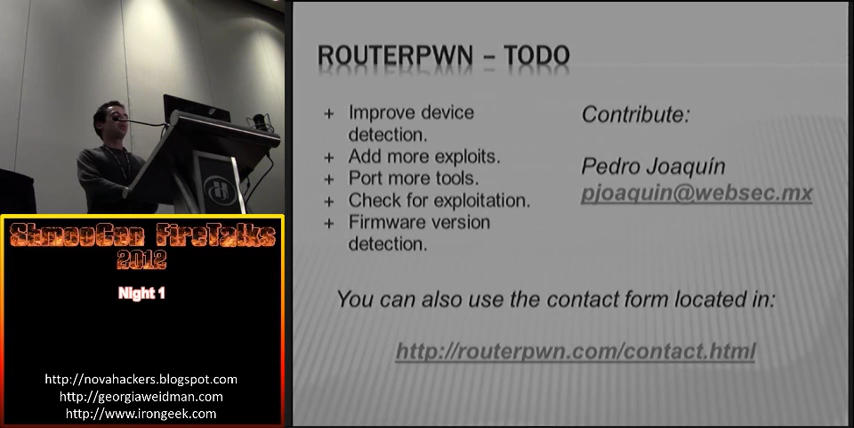 ROUTERPWN – TODO
+ Improve device
detection.
+ Add more exploits.
+ Port more tools.
+ Check for exploitation.
+ Firmware version
detection.
Contribute:
Pedro Joaquín
pjoaquin@websec.mx
You can also use the contact form located in:
http://routerpwn.com/contact.html
ShmooCon FireTalks
2012
Night 1
http://novahackers.blogspot.com
http://georgiaweidman.com
http://www.irongeek.com